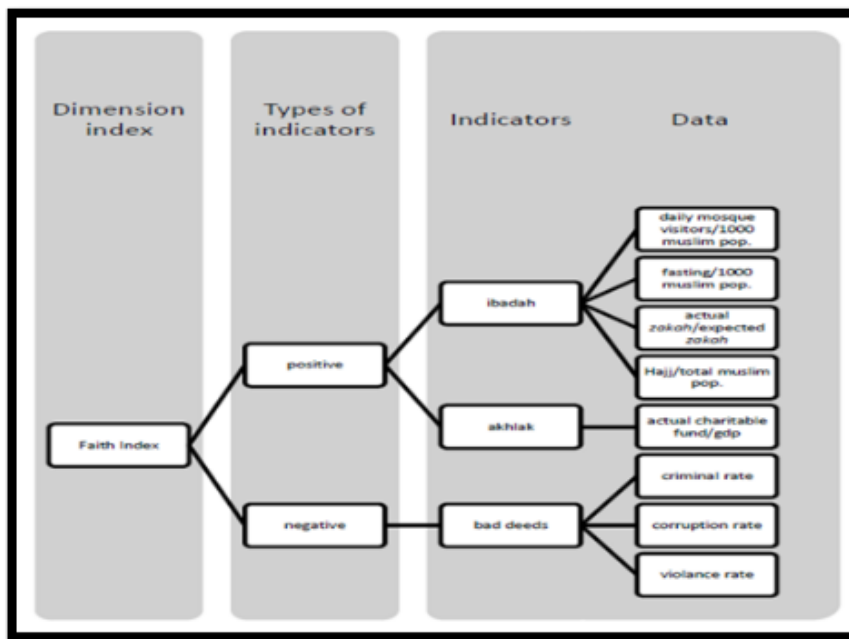 Dimension
index
Types of
indicators
Indicators
Data
daily mosque
visitors/1000
muslim pop.
fasting/1000
muslim pop.
ibadah
actual
zakah/expected
zakah
positive
Hajj/total muslim
pop.
akhlak
actual charitable
fund/gdp
Faith Index
criminal rate
negative
bad deeds
corruption rate
violance rate